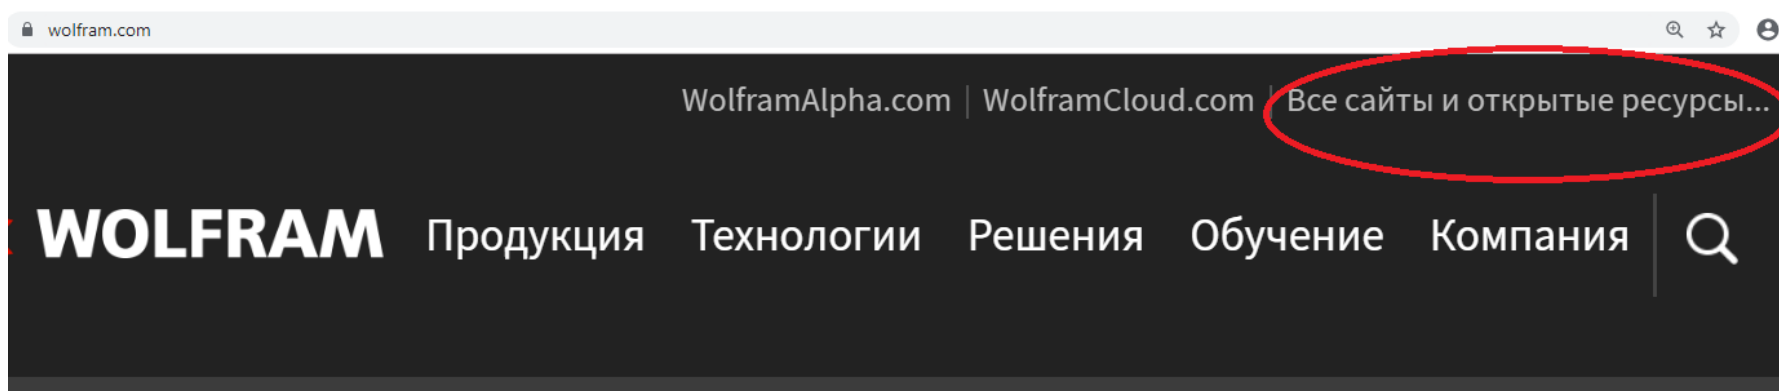 wolfram.com
WolframAlpha.com | WolframCloud.com | Все сайты и открытые ресурсы...
WOLFRAM Продукция Технологии Решения Обучение Компания